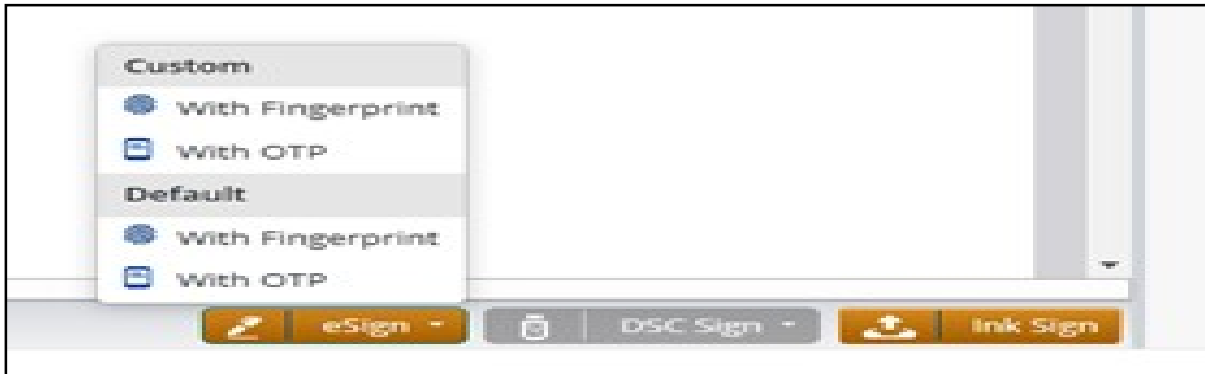 Custom
With Fingerprint
With OTP
Default
With Fingerprint
With OTP
eSign DSC Sign Ink Sign